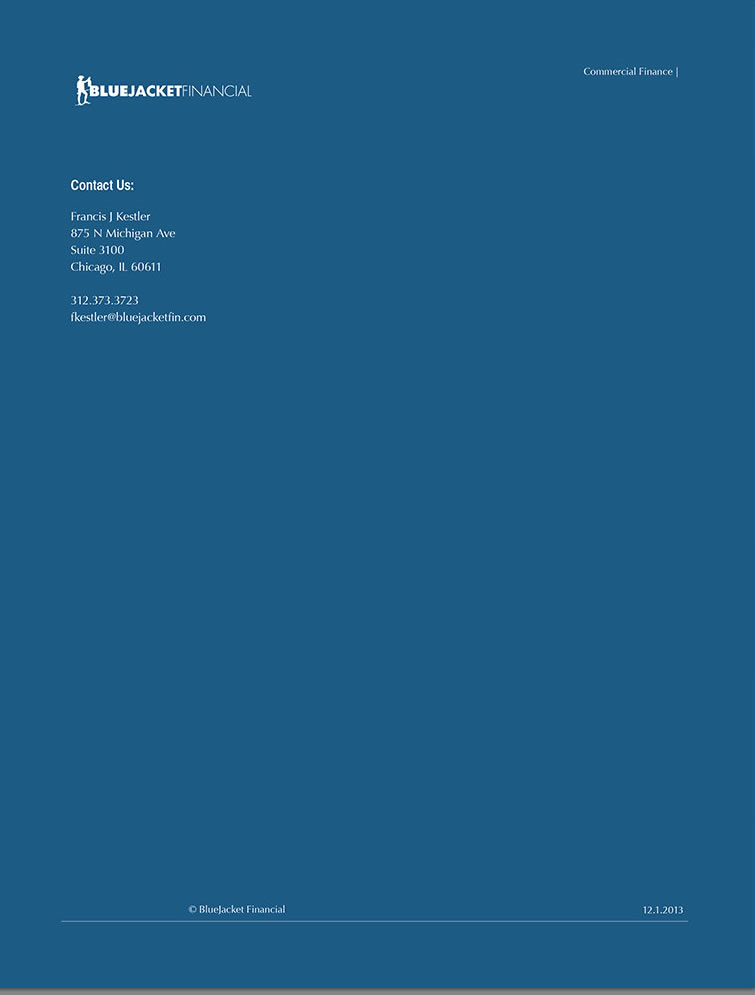 BLUEJACKETFINANCIAL
Commercial Finance |
Contact Us:
Francis J Kestler
875 N Michigan Ave
Suite 3100
Chicago, IL 60611
312.373.3723
fkestler@bluejacketfin.com
© BlueJacket Financial
12.1.2013